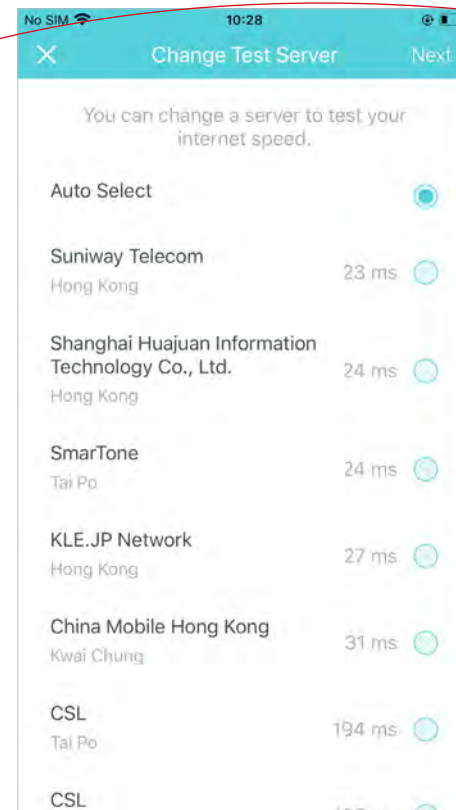 No SIM 10:28
Change Test Server Next
You can change a server to test your
internet speed.
Auto Select
Suniway Telecom
Hong Kong
23 ms
Shanghai Huajuan Information
Technology Co., Ltd.
Hong Kong
24 ms
SmarTone
Tai Po
24 ms
KLE.JP Network
Hong Kong
27 ms
China Mobile Hong Kong
Kwai Chung
31 ms
CSL
Tai Po
194 ms
CSL